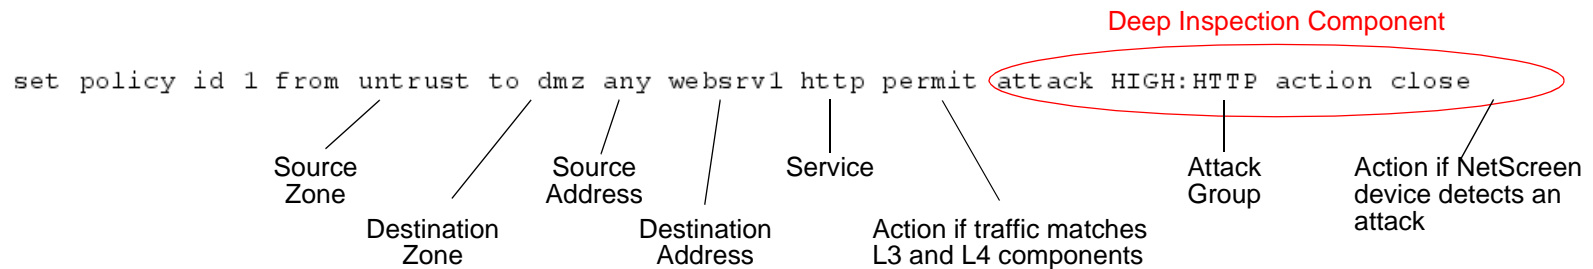 Deep Inspection Component
set policy id 1 from untrust to dmz any websrv1 http permit attack HIGH:HTTP action close
Source
Zone
Destination
Zone
Source
Address
Destination
Address
Service
Action if traffic matches
L3 and L4 components
Attack
Group
Action if NetScreen
device detects an
attack